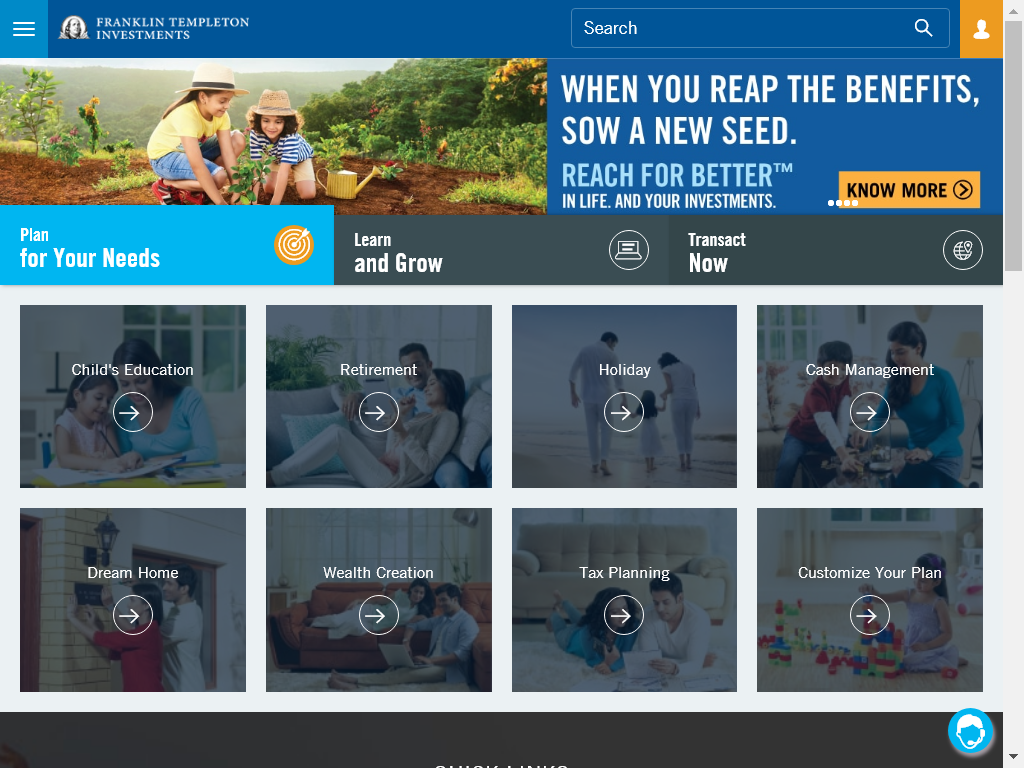 FRANKLIN TEMPLETON
INVESTMENTS
Search
WHEN YOU REAP THE BENEFITS,
SOW A NEW SEED.
REACH FOR BETTER™
IN LIFE. AND YOUR INVESTMENTS.
KNOW MORE
Plan
for Your Needs
Learn
and Grow
Transact
Now
Child's Education
Retirement
Holiday
Cash Management
Dream Home
Wealth Creation
Tax Planning
Customize Your Plan
QUICK LINKS